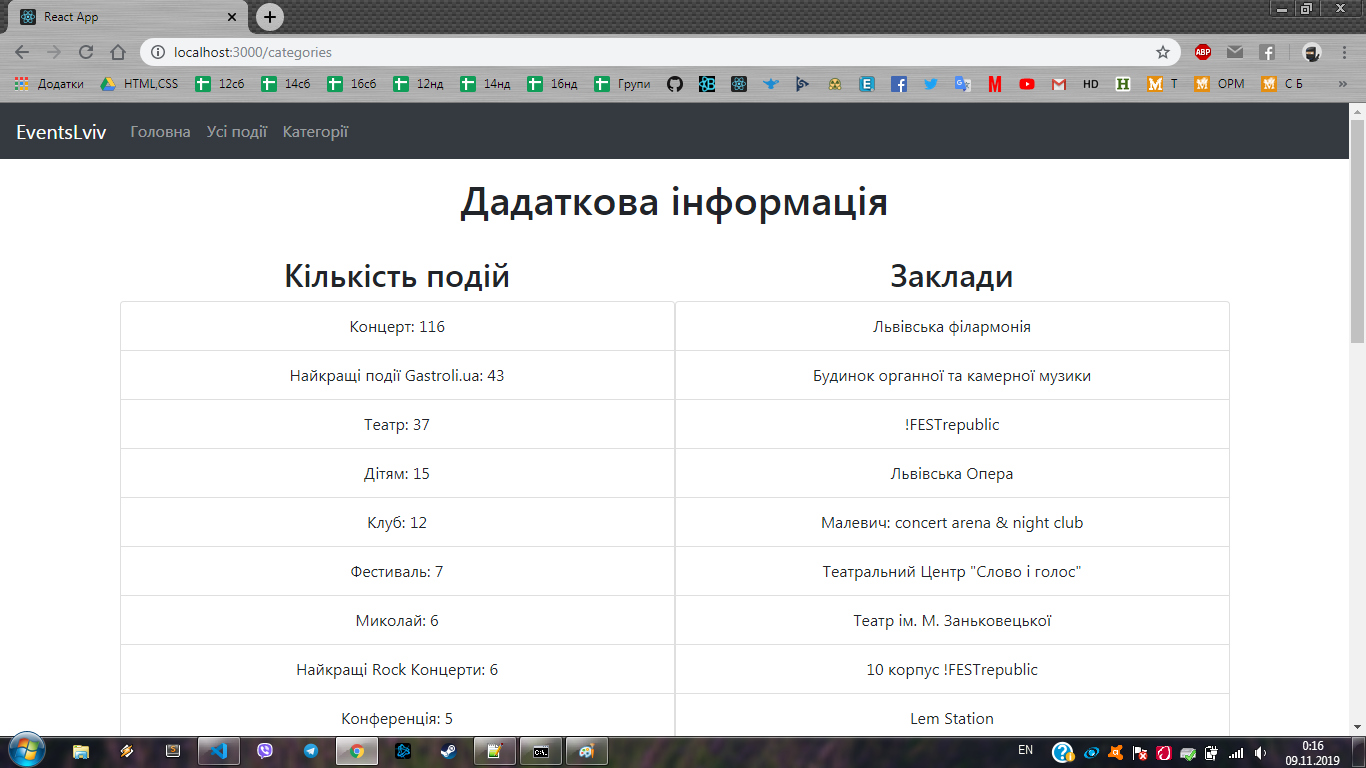 React App
localhost:3000/categories
ABP
Додатки HTML,CSS 12сб 14сб 16сб 12нд 14нд 16нд Групи HD H M T M ОРМ M С Б »
EventsLviv Головна Усі події Категорії
Дадаткова інформація
Кількість подій Заклади
Концерт: 116 Львівська філармонія
Найкращі події Gastroli.ua: 43 Будинок органної та камерної музики
Театр: 37 !FESTrepublic
Дітям: 15 Львівська Опера
Клуб: 12 Малевич: concert arena & night club
Фестиваль: 7 Театральний Центр "Слово і голос"
Миколай: 6 Театр ім. М. Заньковецької
Найкращі Rock Концерти: 6 10 корпус !FESTrepublic
Конференція: 5 Lem Station
EN 0:16
09.11.2019